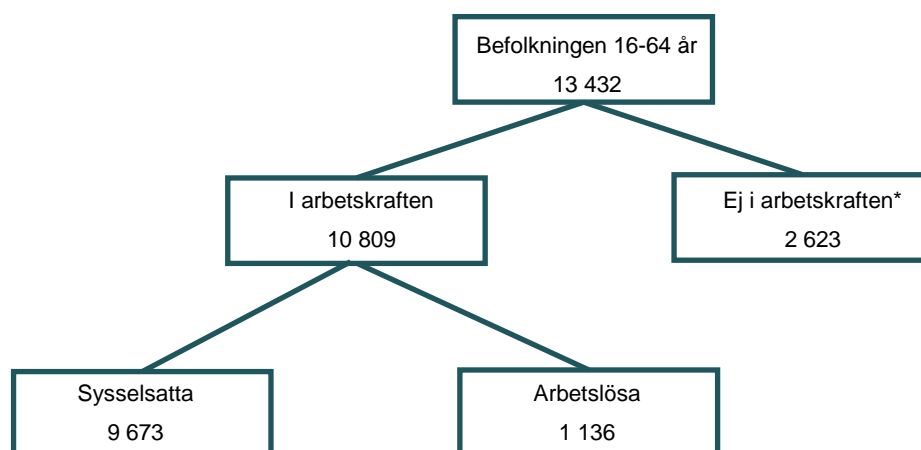 Befolkningen 16-64 år
13 432
I arbetskraften
10 809
Ej i arbetskraften*
2 623
Sysselsatta
9 673
Arbetslösa
1 136